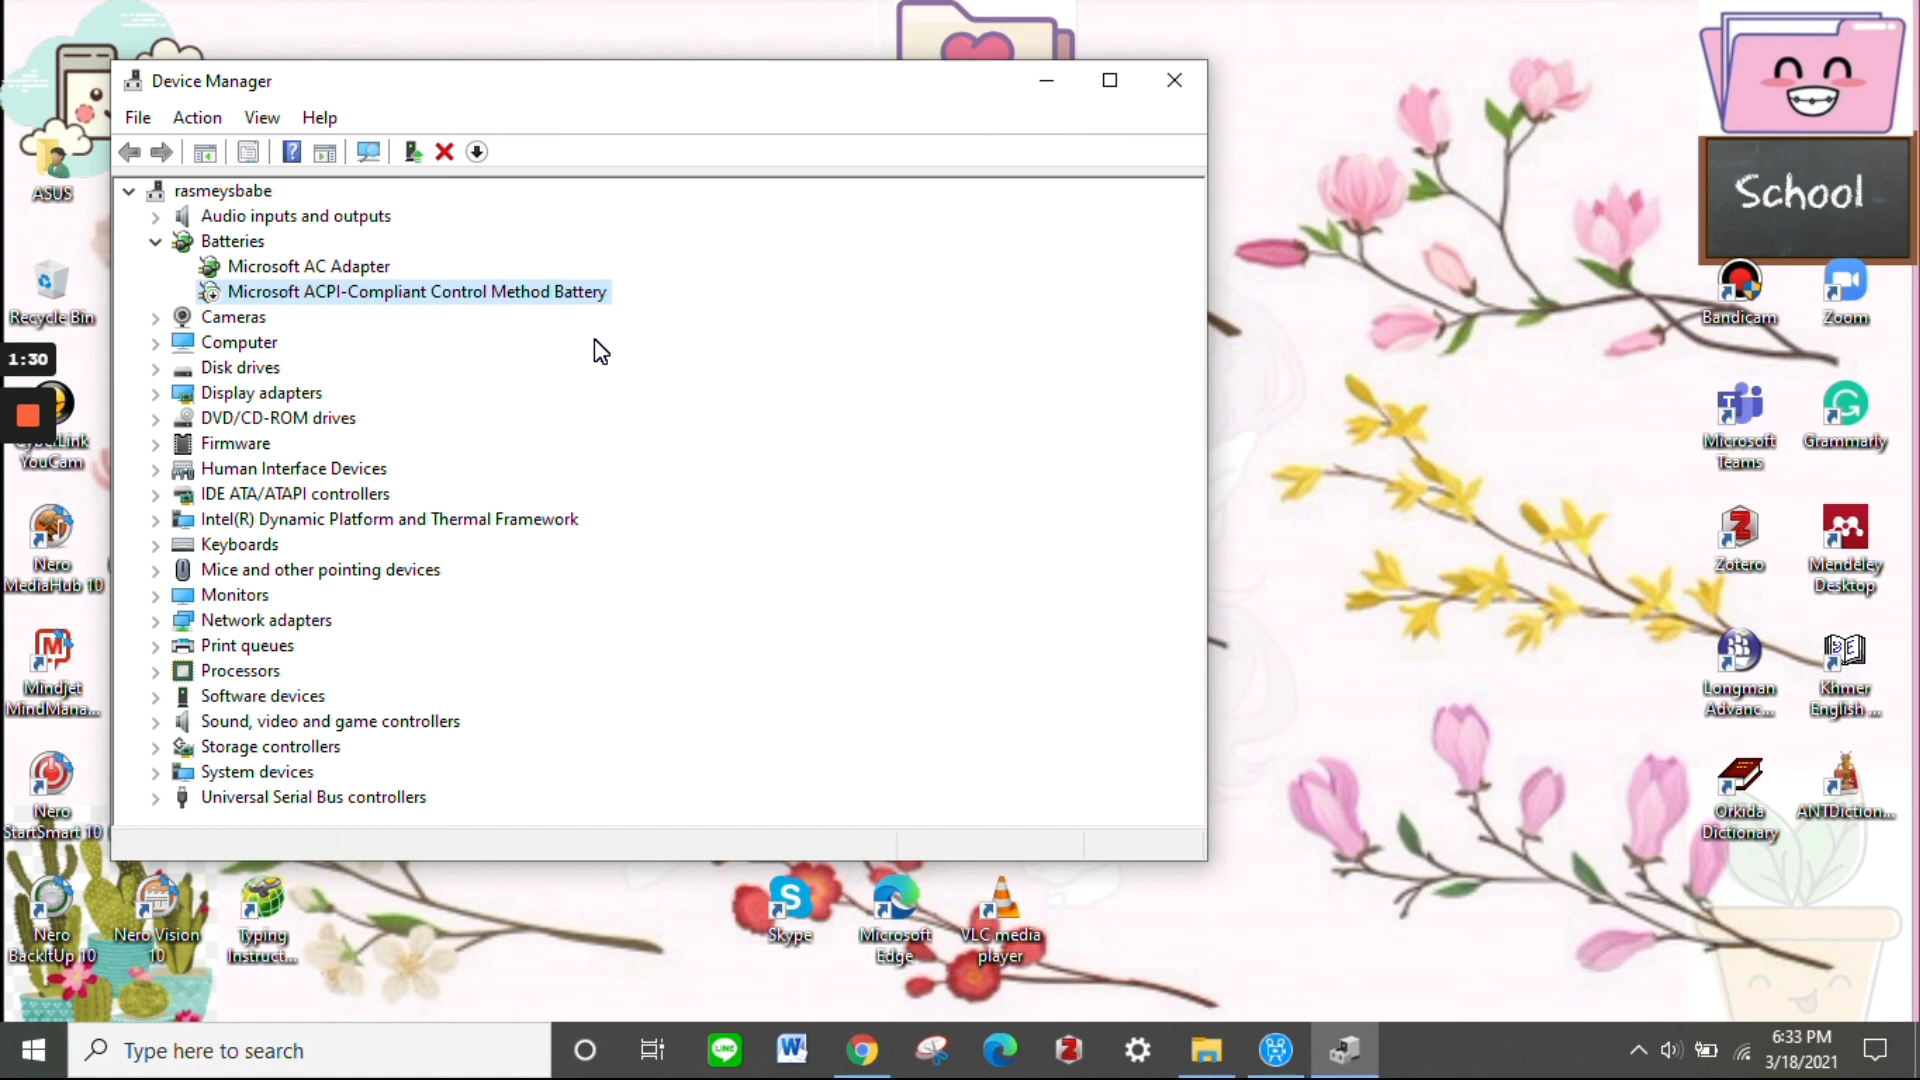 Device Manager
File Action View Help
rasmeysbabe
Audio inputs and outputs
Batteries
Microsoft AC Adapter
Microsoft ACPI-Compliant Control Method Battery
Cameras
Computer
Disk drives
Display adapters
DVD/CD-ROM drives
Firmware
Human Interface Devices
IDE ATA/ATAPI controllers
Intel(R) Dynamic Platform and Thermal Framework
Keyboards
Mice and other pointing devices
Monitors
Network adapters
Print queues
Processors
Software devices
Sound, video and game controllers
Storage controllers
System devices
Universal Serial Bus controllers
ASUS
Recycle Bin
1:30
YouCam
Nero
MediaHub 10
Mindjet
MindMana...
Nero
StartSmart 10
Nero
BackItUp 10
Nero Vision
10
Typing
Instruct...
Skype
Microsoft
Edge
VLC media
player
School
Bandicam
Zoom
Microsoft
Teams
Grammarly
Zotero
Mendeley
Desktop
Longman
Advanc...
Khmer
English ...
Orkida
Dictionary
ANTDiction...
Type here to search
LINE
6:33 PM
3/18/2021